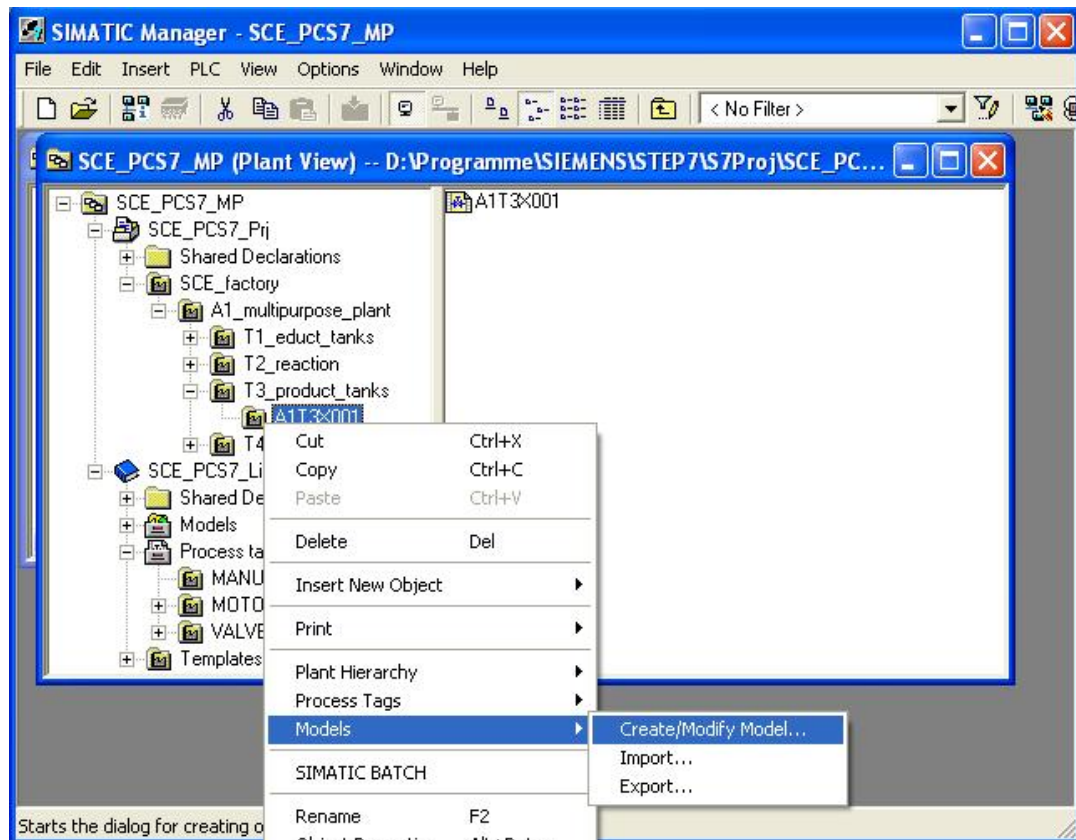 SIMATIC Manager - SCE_PCS7_MP
File Edit Insert PLC View Options Window Help
< No Filter >
SCE_PCS7_MP (Plant View) -- D:\Programme\SIEMENS\STEP7\S7Proj\SCE_PC...
SCE_PCS7_MP
SCE_PCS7_Prj
Shared Declarations
SCE_factory
A1_multipurpose_plant
T1_educt_tanks
T2_reaction
T3_product_tanks
A1T3X001
T4
SCE_PCS7_Li
Shared De
Models
Process ta
MANU
MOTO
VALVE
Templates
A1T3X001
Cut Ctrl+X
Copy Ctrl+C
Paste Ctrl+V
Delete Del
Insert New Object
Print
Plant Hierarchy
Process Tags
Models
SIMATIC BATCH
Rename F2
Create/Modify Model...
Import...
Export...
Starts the dialog for creating o